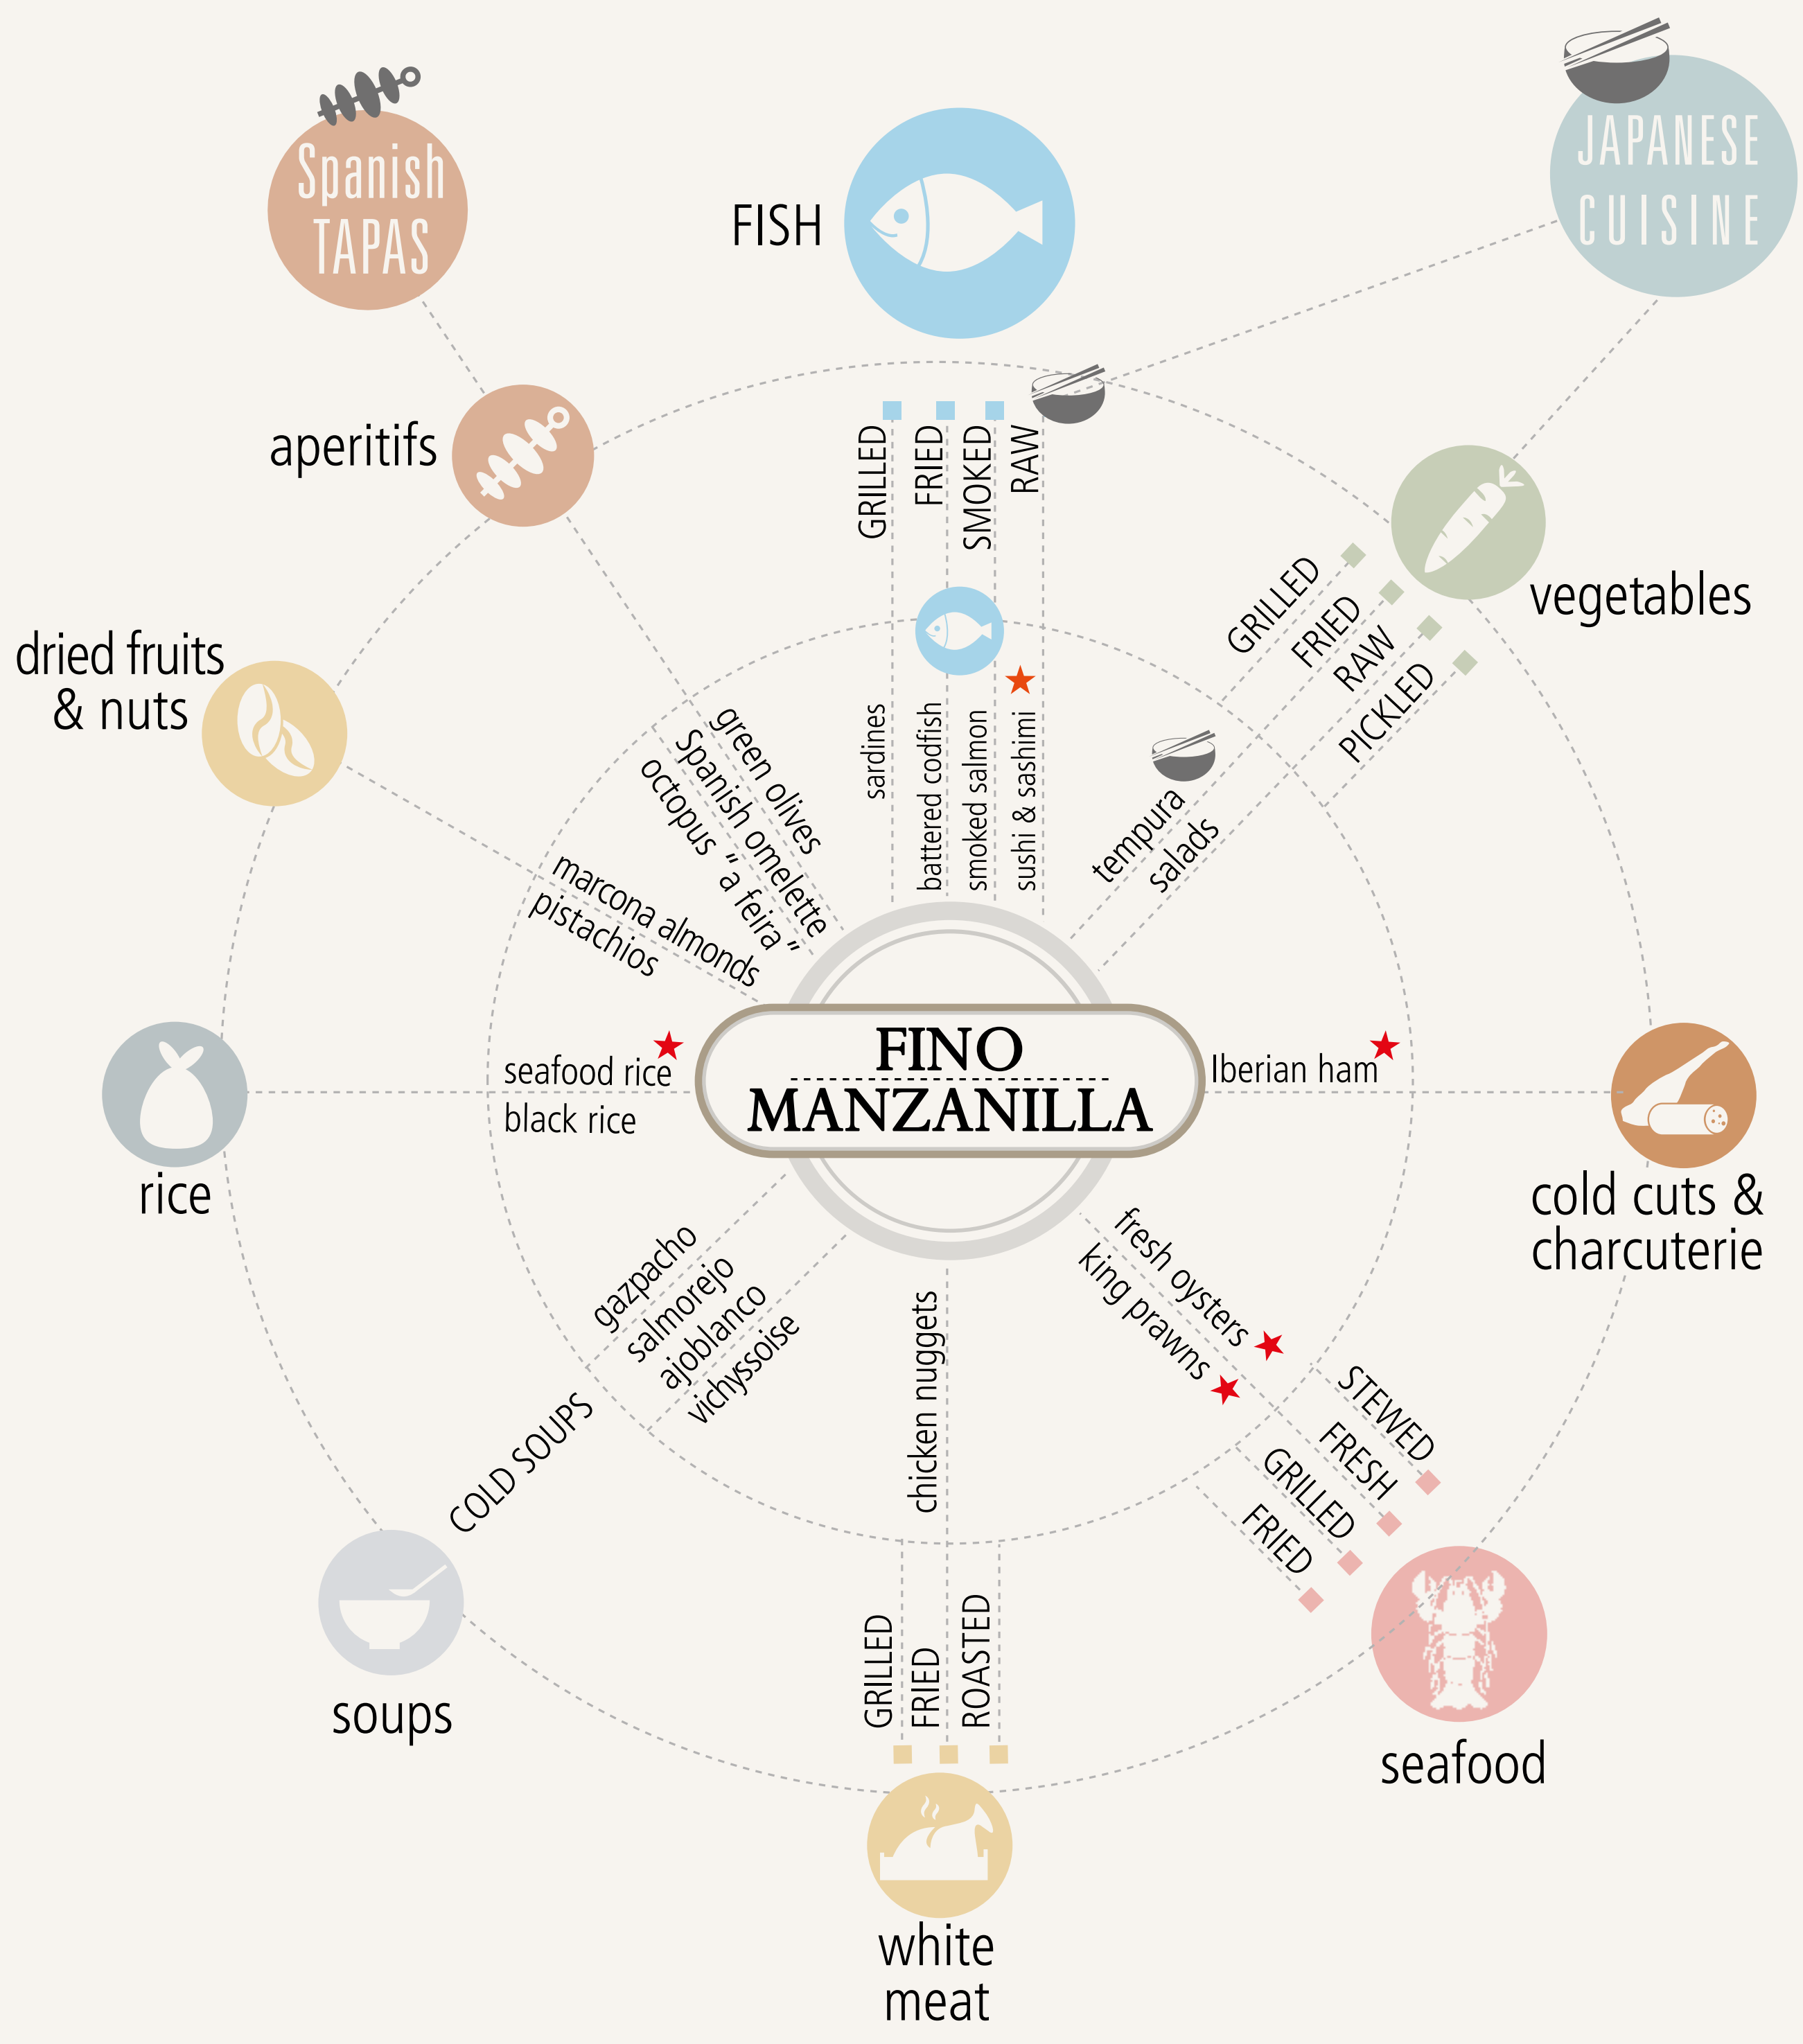 Spanish
TAPAS
FISH
JAPANESE
CUISINE
aperitifs
GRILLED
FRIED
SMOKED
RAW
sardines
battered codfish
smoked salmon
sushi & sashimi
vegetables
GRILLED
FRIED
RAW
PICKLED
tempura
salads
dried fruits
& nuts
green olives
Spanish omelette
octopus “a feira”
marcona almonds
pistachios
seafood rice
black rice
rice
FINO
MANZANILLA
Iberian ham
cold cuts &
charcuterie
gazpacho
salmorejo
ajoblanco
vichyssoise
COLD SOUPS
soups
chicken nuggets
GRILLED
FRIED
ROASTED
white
meat
fresh oysters
king prawns
STEWED
FRESH
GRILLED
FRIED
seafood